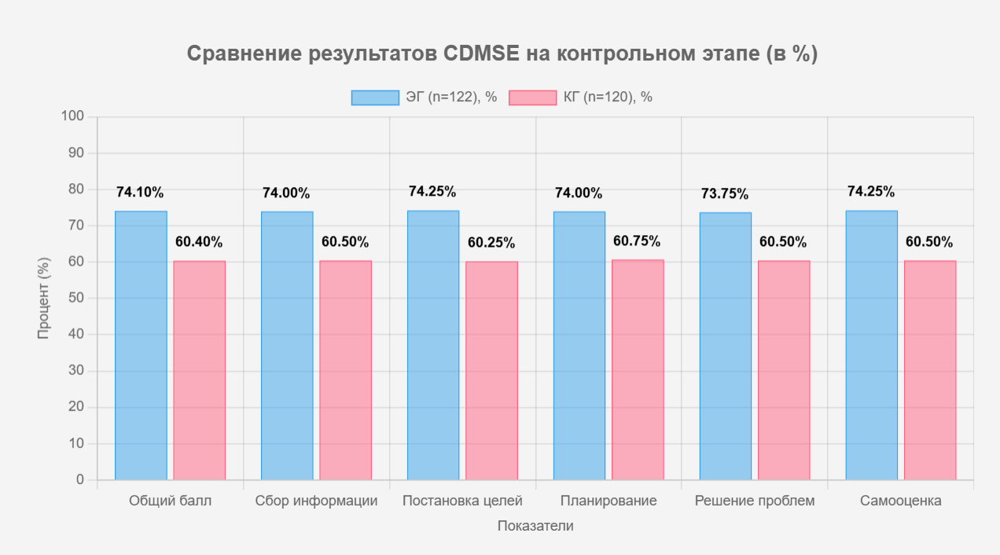 Сравнение результатов CDMSE на контрольном этапе (в %)
ЭГ (n=122), % КГ (n=120), %
100
90
80
70
60
50
40
30
20
10
0
Процент (%)
74.10% 60.40% 74.00% 60.50% 74.25% 60.25% 74.00% 60.75% 73.75% 60.50% 74.25% 60.50%
Общий балл Сбор информации Постановка целей Планирование Решение проблем Самооценка
Показатели